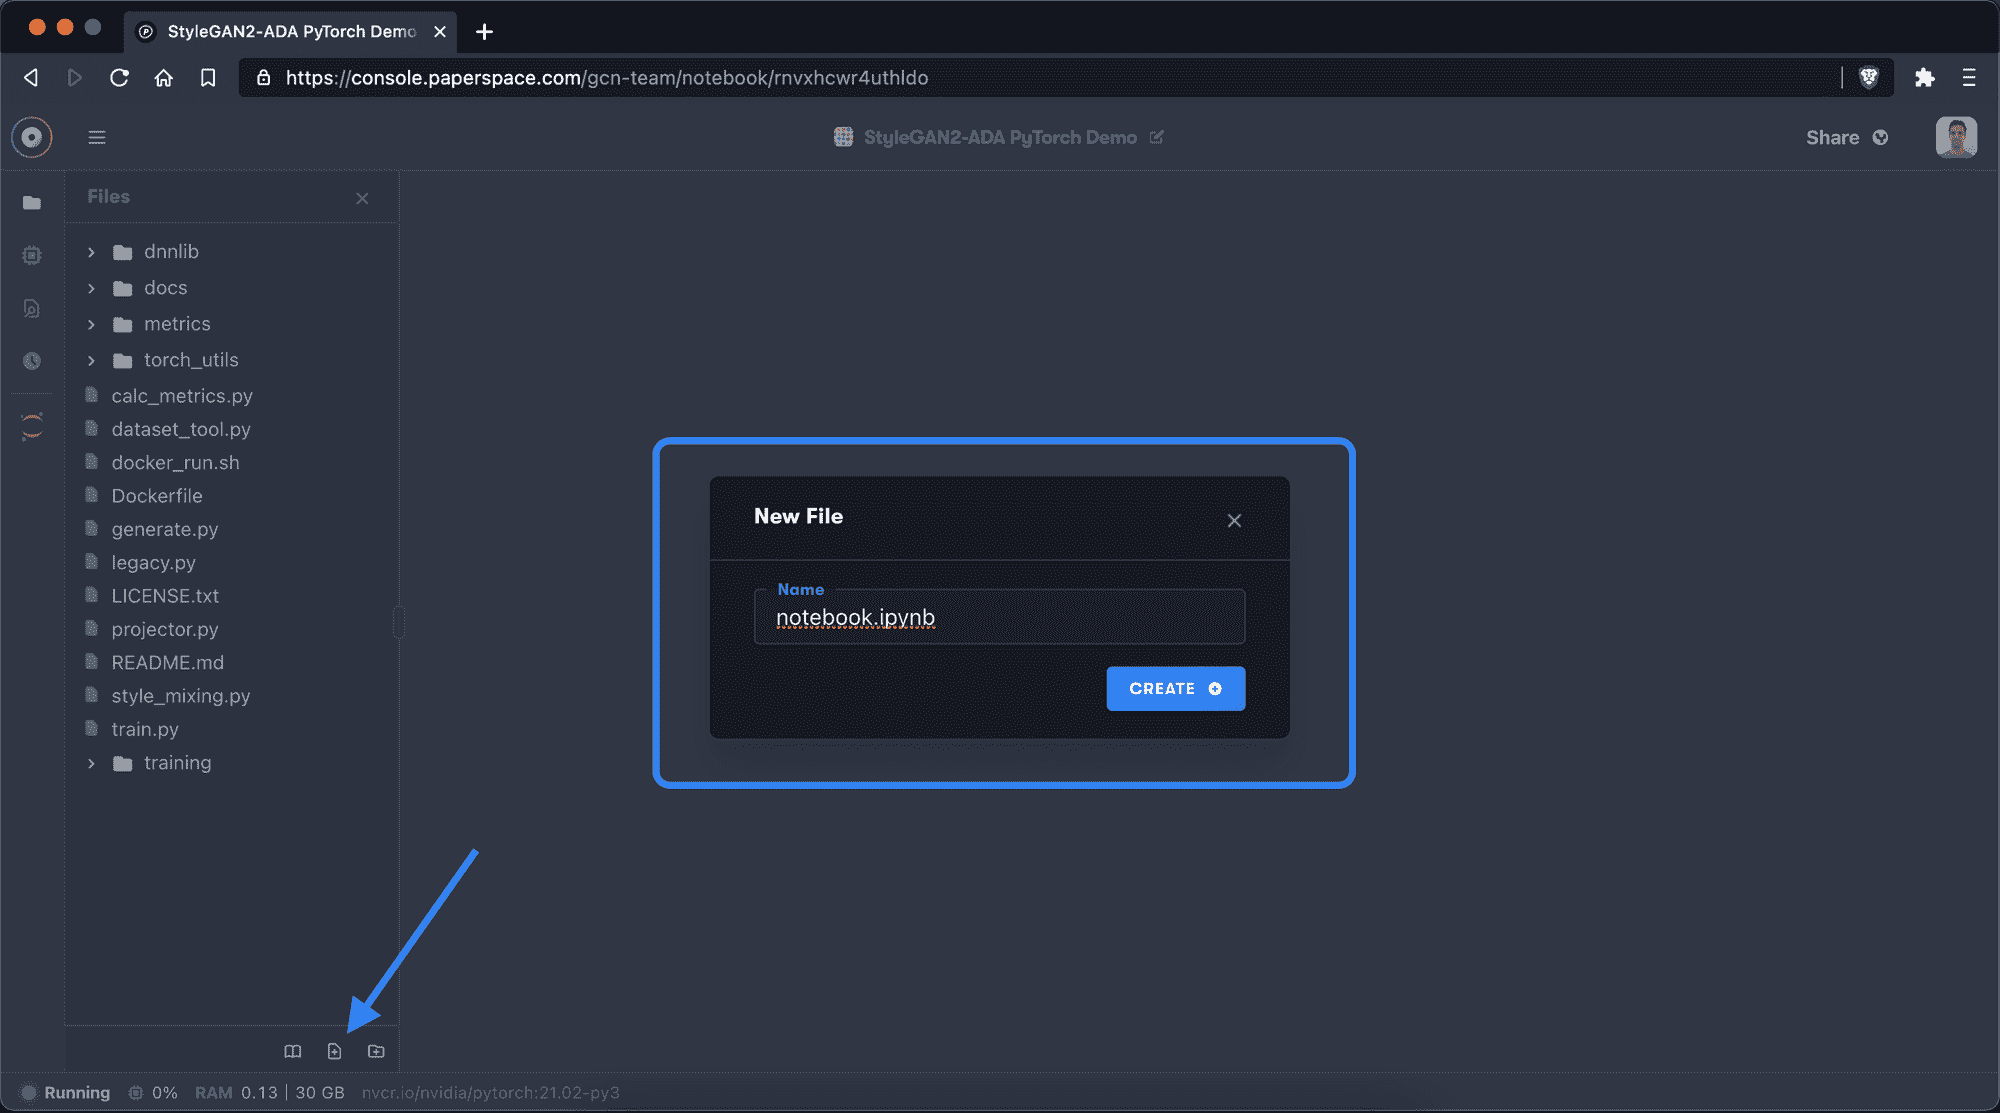 StyleGAN2-ADA PyTorch Demo
https://console.paperspace.com/gcn-team/notebook/rnvxhcwr4uthldo
StyleGAN2-ADA PyTorch Demo
Share
Files
dnnlib
docs
metrics
torch_utils
calc_metrics.py
dataset_tool.py
docker_run.sh
Dockerfile
generate.py
legacy.py
LICENSE.txt
projector.py
README.md
style_mixing.py
train.py
training
New File
Name
notebook.ipynb
CREATE
Running 0% RAM 0.13 | 30 GB nvcr.io/nvidia/pytorch:21.02-py3